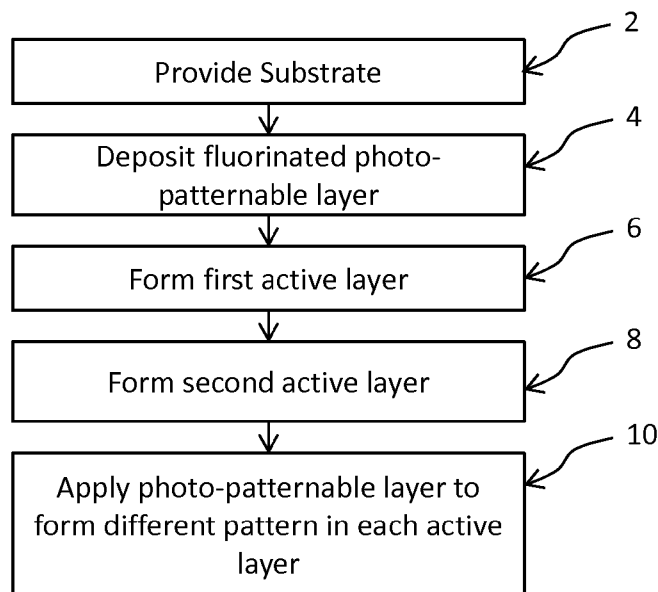 2
Provide Substrate
4
Deposit fluorinated photo-
patternable layer
6
Form first active layer
8
Form second active layer
10
Apply photo-patternable layer to
form different pattern in each active
layer